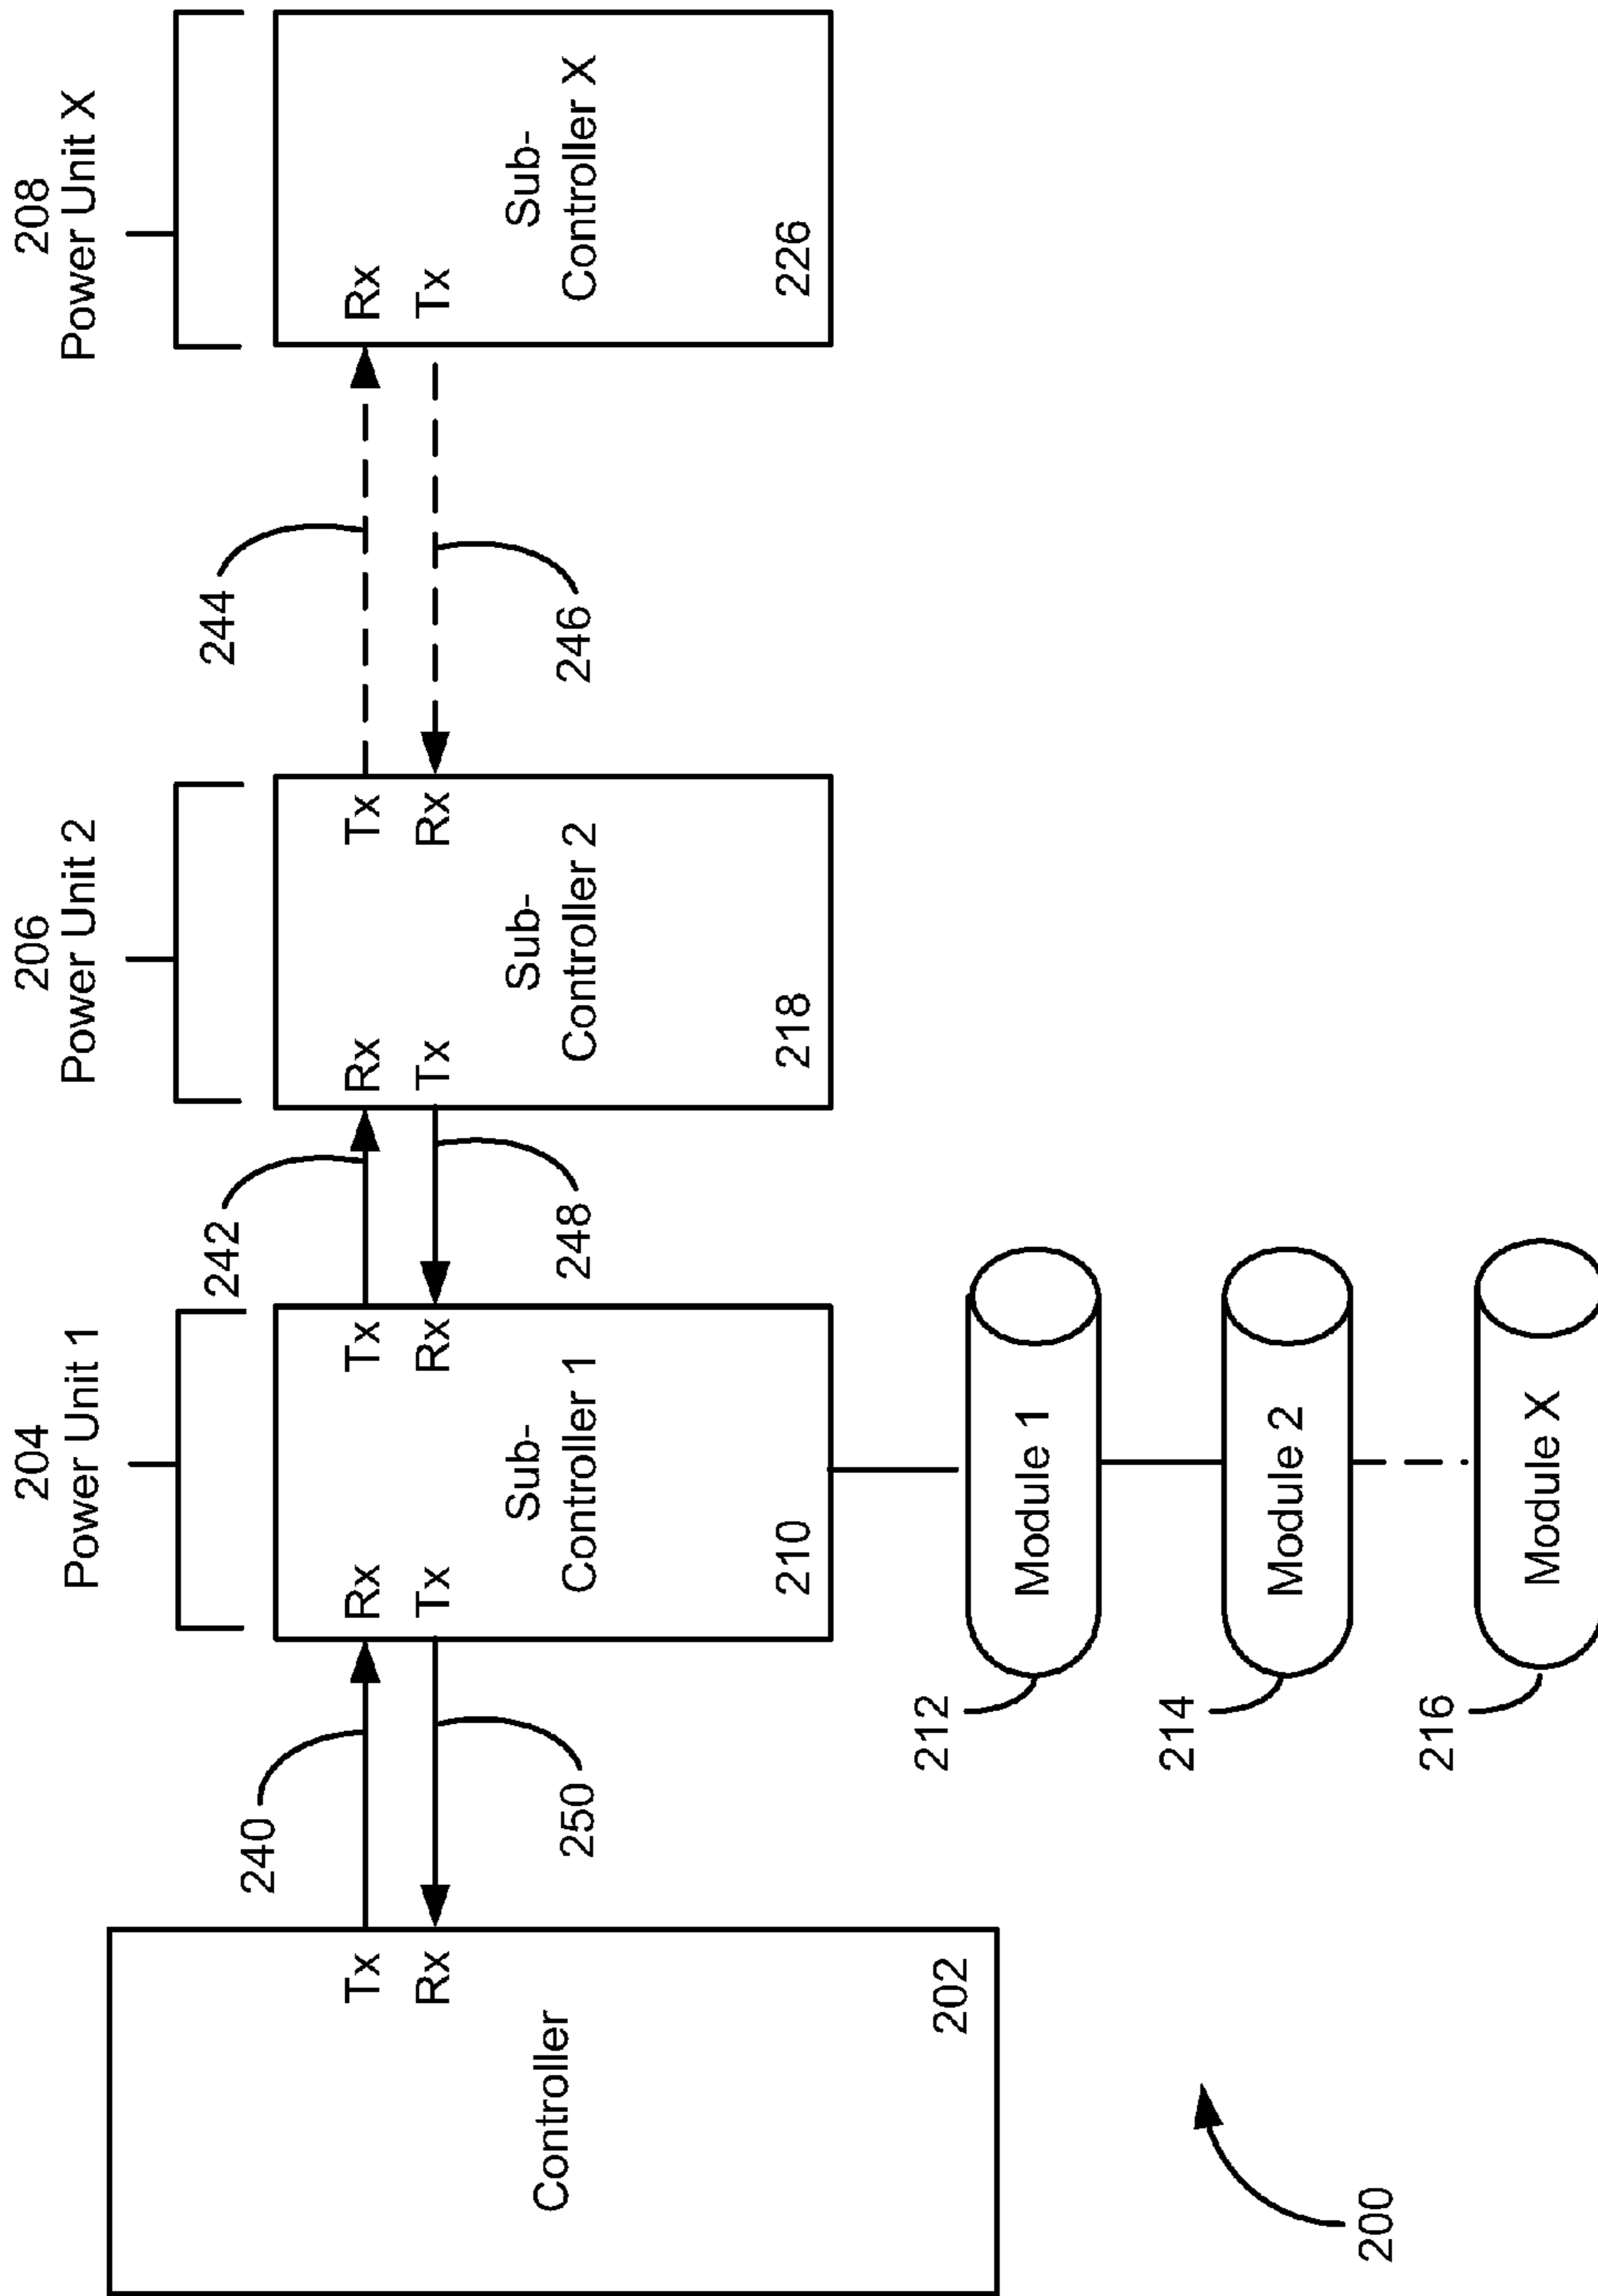 204
Power Unit 1
206
Power Unit 2
208
Power Unit X
240
242
244
Tx
Rx
Tx
Rx
Tx
Rx
Rx
Tx
Rx
Tx
Rx
Tx
250
248
246
Controller
Sub-
Controller 1
Sub-
Controller 2
Sub-
Controller X
202
210
218
226
212
Module 1
214
Module 2
216
Module X
200